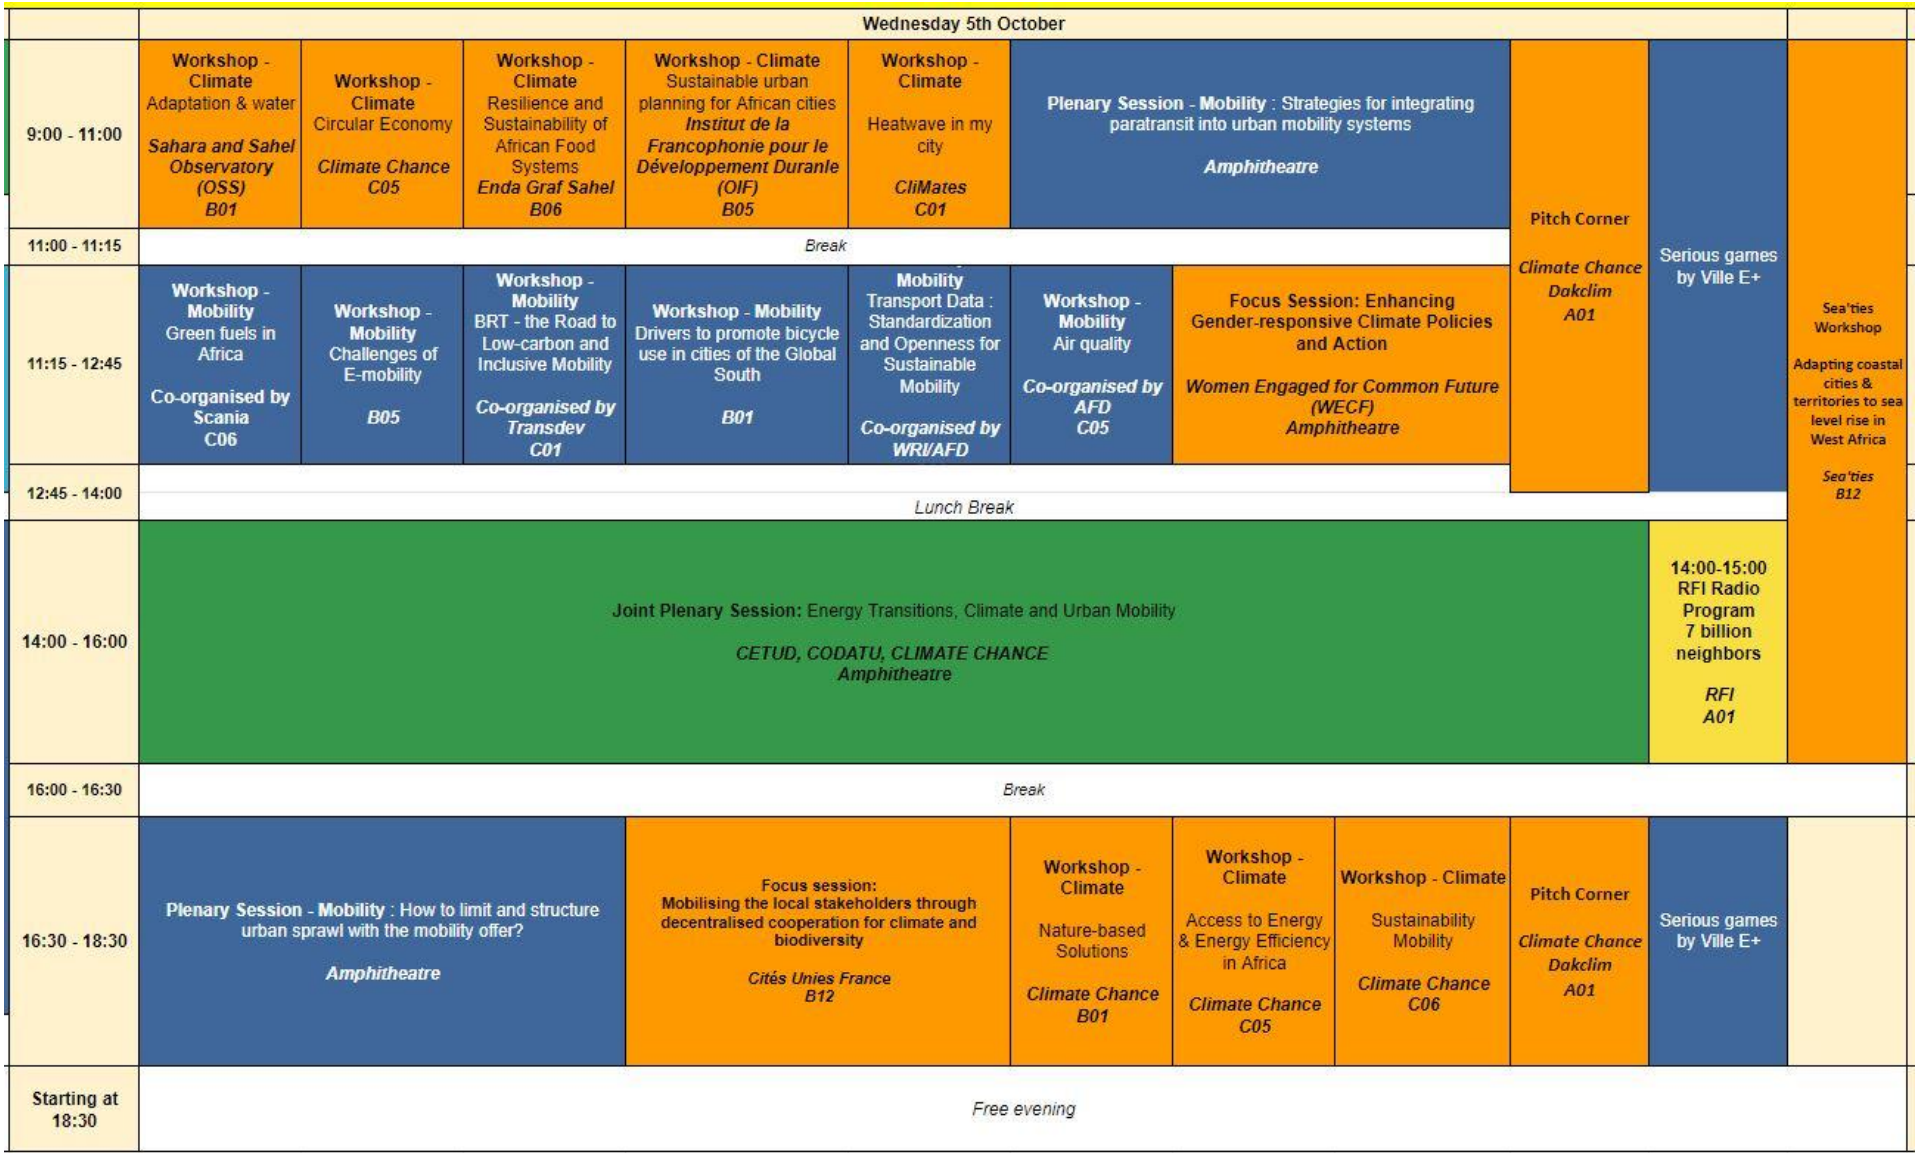 Wednesday 5th October
9:00 - 11:00
Workshop -
Climate
Adaptation & water
Sahara and Sahel
Observatory
(OSS)
B01
Workshop -
Climate
Circular Economy
Climate Chance
C05
Workshop -
Climate
Resilience and
Sustainability of
African Food
Systems
Enda Graf Sahel
B06
Workshop - Climate
Sustainable urban
planning for African cities
Institut de la
Francophonie pour le
Développement Duranle
(OIF)
B05
Workshop -
Climate
Heatwave in my
city
CliMates
C01
Plenary Session - Mobility : Strategies for integrating
paratransit into urban mobility systems
Amphitheatre
Pitch Corner
Climate Chance
Dakclim
A01
Serious games
by Ville E+
Sea'ties
Workshop
Adapting coastal
cities &
territories to sea
level rise in
West Africa
Sea'ties
B12
11:00 - 11:15
Break
11:15 - 12:45
Workshop -
Mobility
Green fuels in
Africa
Co-organised by
Scania
C06
Workshop -
Mobility
Challenges of
E-mobility
B05
Workshop -
Mobility
BRT - the Road to
Low-carbon and
Inclusive Mobility
Co-organised by
Transdev
C01
Workshop - Mobility
Drivers to promote bicycle
use in cities of the Global
South
B01
Mobility
Transport Data :
Standardization
and Openness for
Sustainable
Mobility
Co-organised by
WRI/AFD
Workshop -
Mobility
Air quality
Co-organised by
AFD
C05
Focus Session: Enhancing
Gender-responsive Climate Policies
and Action
Women Engaged for Common Future
(WECF)
Amphitheatre
12:45 - 14:00
Lunch Break
14:00 - 16:00
Joint Plenary Session: Energy Transitions, Climate and Urban Mobility
CETUD, CODATU, CLIMATE CHANCE
Amphitheatre
14:00-15:00
RFI Radio
Program
7 billion
neighbors
RFI
A01
16:00 - 16:30
Break
16:30 - 18:30
Plenary Session - Mobility : How to limit and structure
urban sprawl with the mobility offer?
Amphitheatre
Focus session:
Mobilising the local stakeholders through
decentralised cooperation for climate and
biodiversity
Cités Unies France
B12
Workshop -
Climate
Nature-based
Solutions
Climate Chance
B01
Workshop -
Climate
Access to Energy
& Energy Efficiency
in Africa
Climate Chance
C05
Workshop - Climate
Sustainability
Mobility
Climate Chance
C06
Pitch Corner
Climate Chance
Dakclim
A01
Serious games
by Ville E+
Starting at
18:30
Free evening